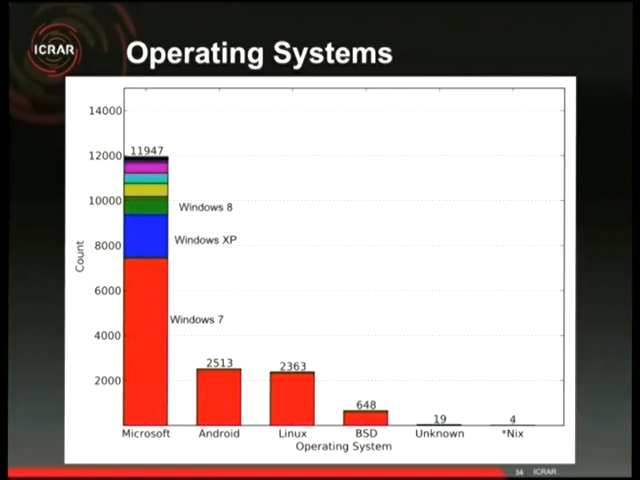 ICRAR
Operating Systems
14000
12000
10000
8000
6000
4000
2000
Count
11947
Windows 8
Windows XP
Windows 7
2513
2363
648
19
4
Microsoft
Android
Linux
BSD
Unknown
*Nix
Operating System
34 ICRAR